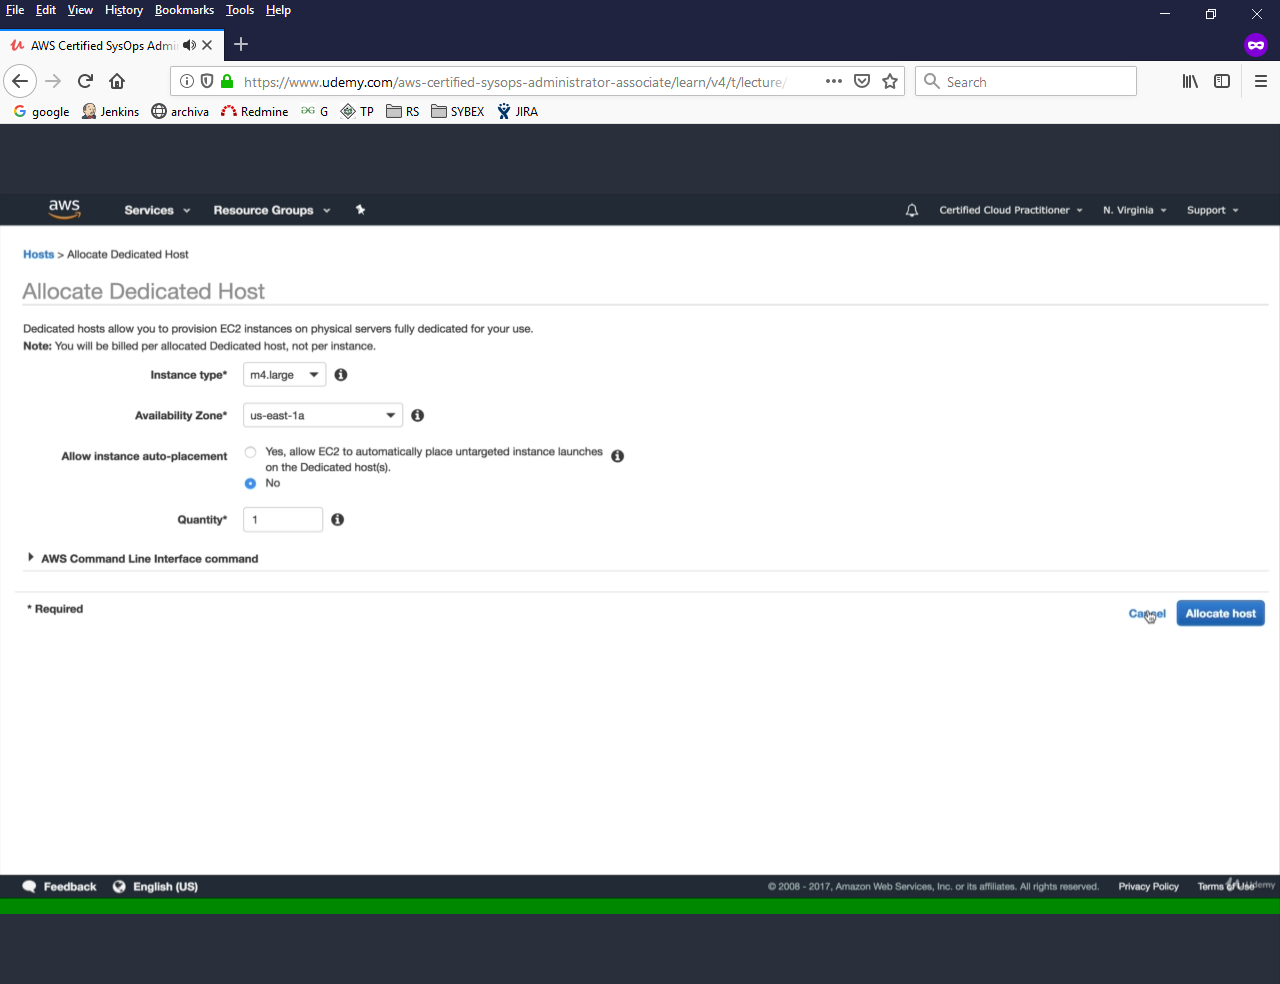 File Edit View History Bookmarks Tools Help
AWS Certified SysOps Admi
https://www.udemy.com/aws-certified-sysops-administrator-associate/learn/v4/t/lecture/
Search
google Jenkins archiva Redmine G TP RS SYBEX JIRA
aws Services Resource Groups Certified Cloud Practitioner N. Virginia Support
Hosts > Allocate Dedicated Host
Allocate Dedicated Host
Dedicated hosts allow you to provision EC2 instances on physical servers fully dedicated for your use.
Note: You will be billed per allocated Dedicated host, not per instance.
Instance type* m4.large
Availability Zone* us-east-1a
Allow instance auto-placement Yes, allow EC2 to automatically place untargeted instance launches
on the Dedicated host(s).
No
Quantity* 1
AWS Command Line Interface command
* Required
Cancel Allocate host
Feedback English (US) © 2008 - 2017, Amazon Web Services, Inc. or its affiliates. All rights reserved. Privacy Policy Terms of Use
Udemy